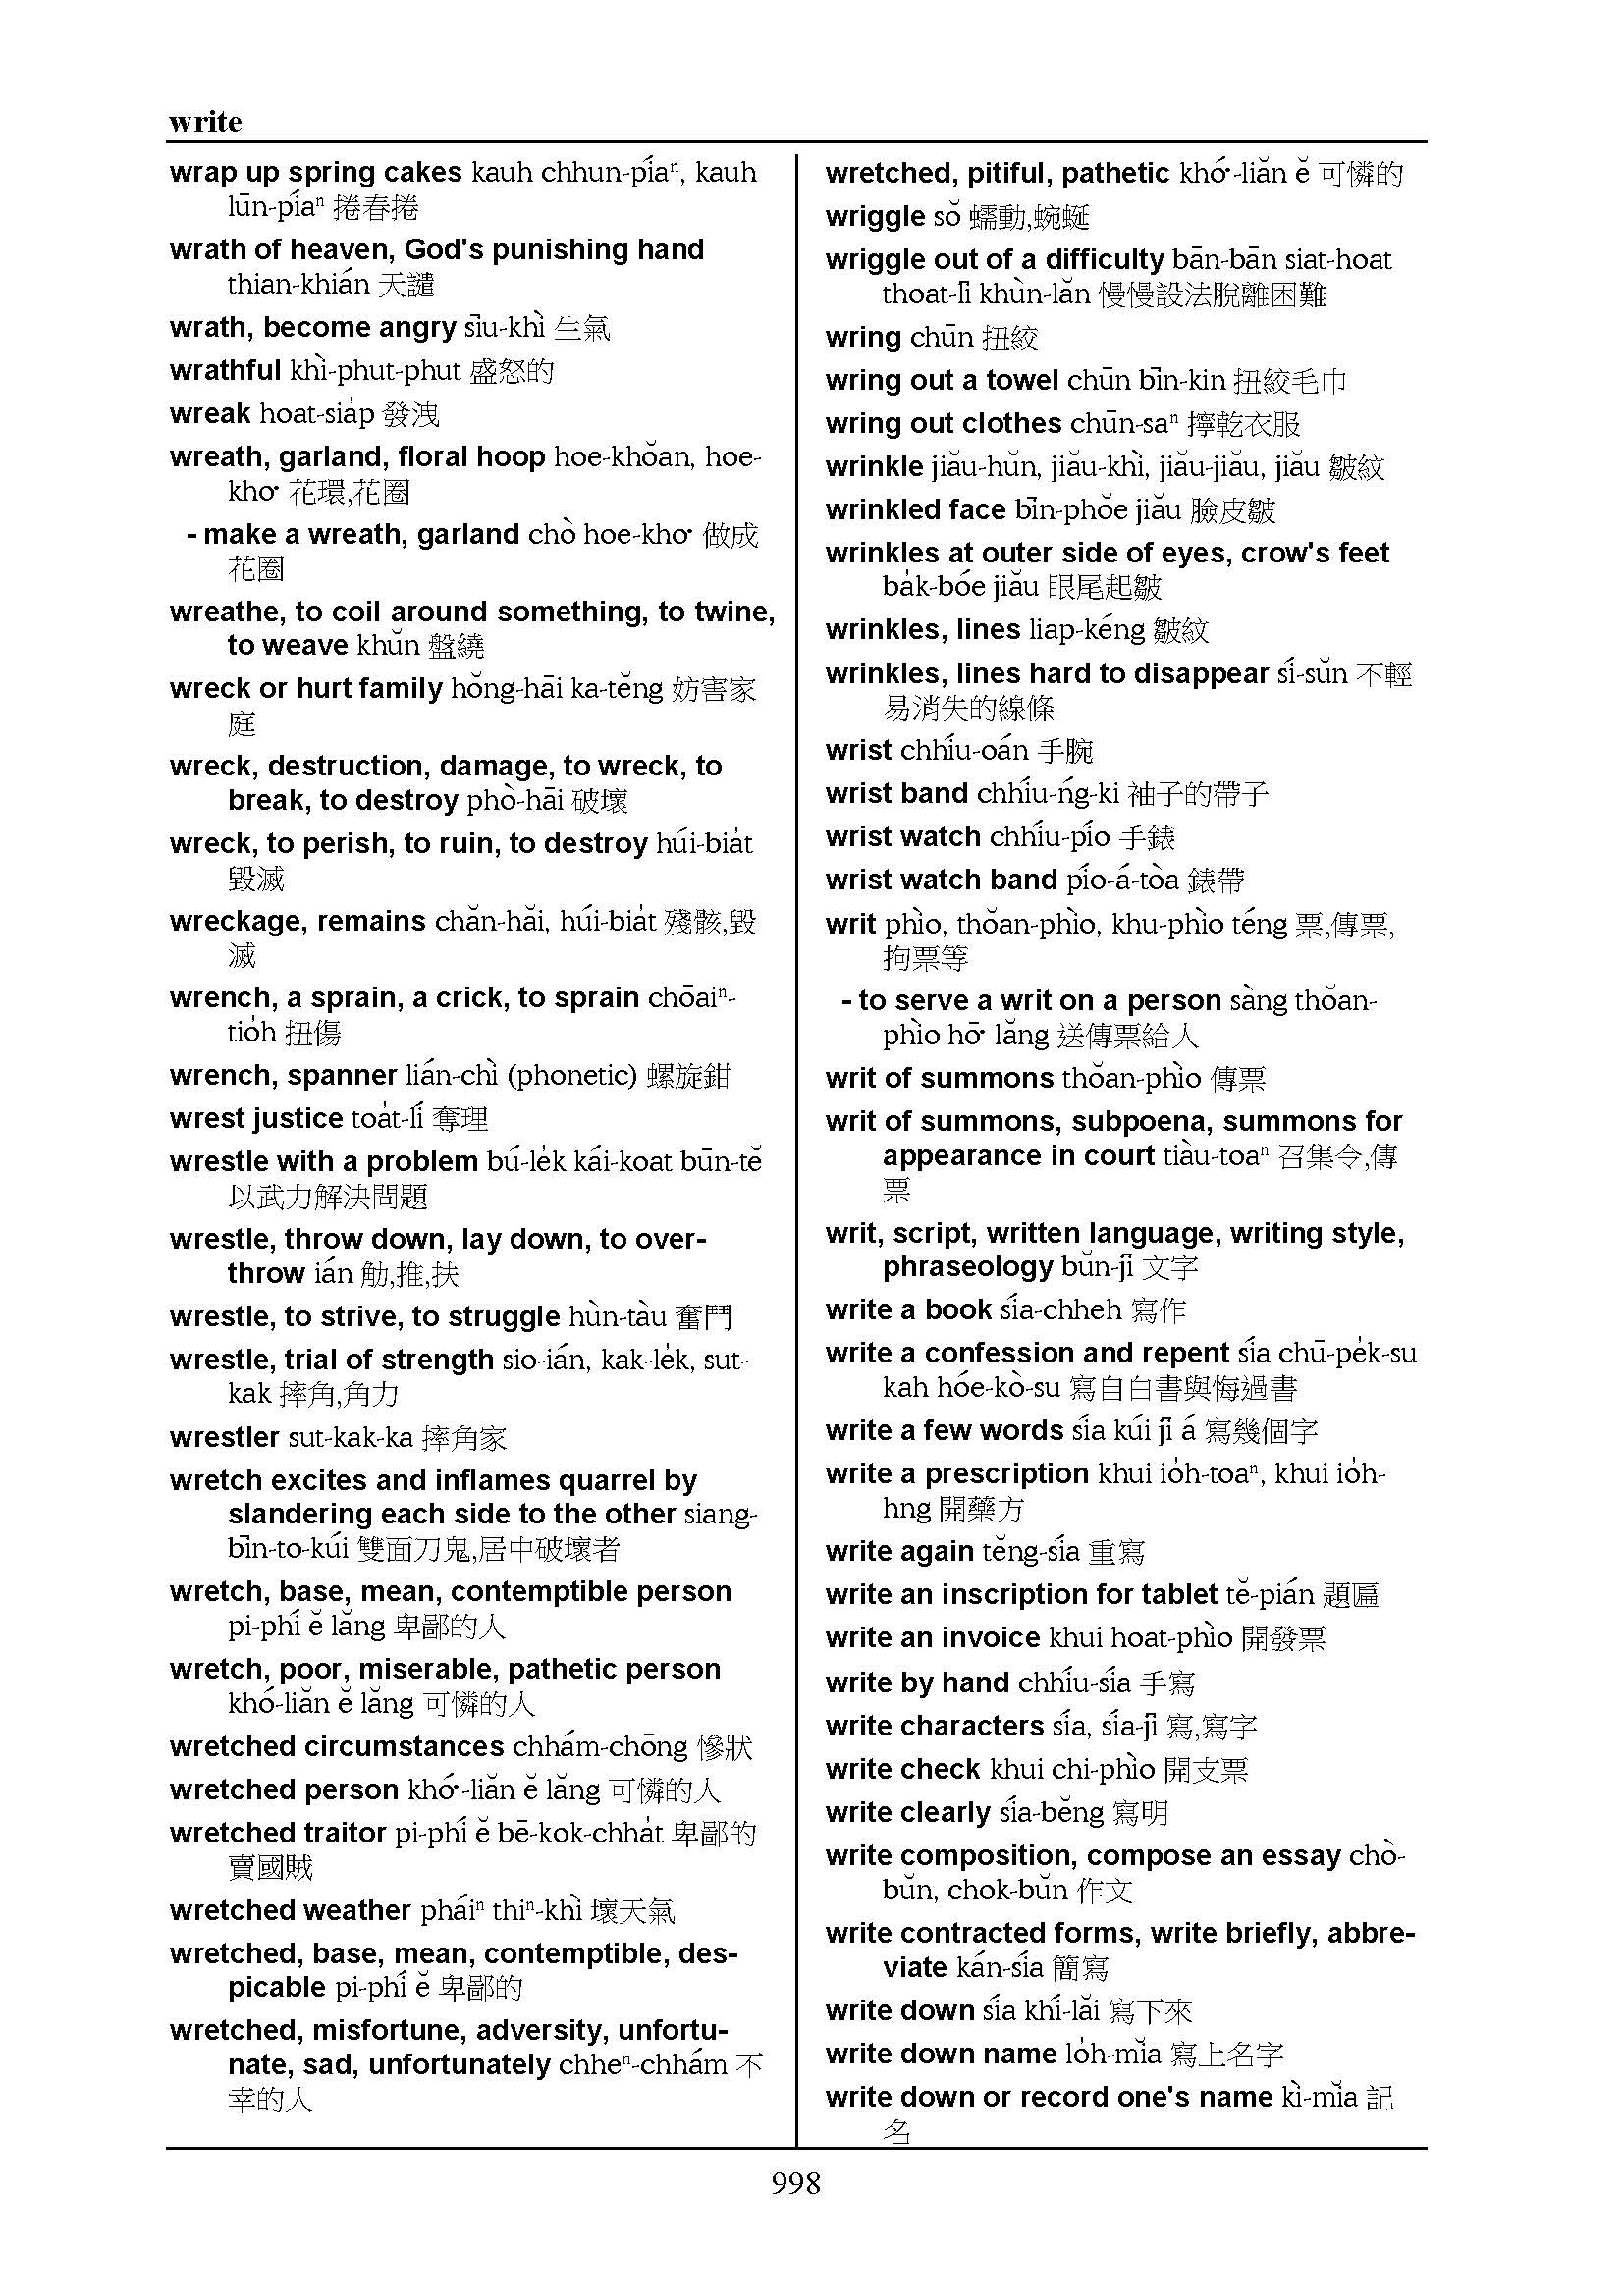 write
wrap up spring cakes kauh chhun-píaⁿ, kauh
lūn-píaⁿ 捲春捲
wrath of heaven, God's punishing hand
thian-khián 天譴
wrath, become angry sīu-khì 生氣
wrathful khì-phut-phut 盛怒的
wreak hoat-sia̍p 發洩
wreath, garland, floral hoop hoe-khŏan, hoe-
kho͘ 花環,花圈
- make a wreath, garland chò hoe-kho͘ 做成
花圈
wreathe, to coil around something, to twine,
to weave khŭn 盤繞
wreck or hurt family hŏng-hāi ka-tĕng 妨害家
庭
wreck, destruction, damage, to wreck, to
break, to destroy phò-hāi 破壞
wreck, to perish, to ruin, to destroy húi-bia̍t
毀滅
wreckage, remains chăn-hăi, húi-bia̍t 殘骸,毀
滅
wrench, a sprain, a crick, to sprain chōaiⁿ-
tio̍h 扭傷
wrench, spanner lián-chì (phonetic) 螺旋鉗
wrest justice toa̍t-lí 奪理
wrestle with a problem bú-le̍k kái-koat būn-tĕ
以武力解決問題
wrestle, throw down, lay down, to over-
throw ián 觔,推,扶
wrestle, to strive, to struggle hùn-tàu 奮鬥
wrestle, trial of strength sio-ián, kak-le̍k, sut-
kak 摔角,角力
wrestler sut-kak-ka 摔角家
wretch excites and inflames quarrel by
slandering each side to the other siang-
bīn-to-kúi 雙面刀鬼,居中破壞者
wretch, base, mean, contemptible person
pi-phí ĕ lăng 卑鄙的人
wretch, poor, miserable, pathetic person
khó-liăn ĕ lăng 可憐的人
wretched circumstances chhám-chōng 慘狀
wretched person khó͘-liăn ĕ lăng 可憐的人
wretched traitor pi-phí ĕ bē-kok-chha̍t 卑鄙的
賣國賊
wretched weather pháiⁿ thiⁿ-khì 壞天氣
wretched, base, mean, contemptible, des-
picable pi-phí ĕ 卑鄙的
wretched, misfortune, adversity, unfortu-
nate, sad, unfortunately chheⁿ-chhám 不
幸的人
wretched, pitiful, pathetic khó͘-liăn ĕ 可憐的
wriggle sŏ 蠕動,蜿蜒
wriggle out of a difficulty bān-bān siat-hoat
thoat-lī khùn-lăn 慢慢設法脫離困難
wring chūn 扭絞
wring out a towel chūn bīn-kin 扭絞毛巾
wring out clothes chūn-saⁿ 擰乾衣服
wrinkle jiău-hŭn, jiău-khì, jiău-jiău, jiău 皺紋
wrinkled face bīn-phŏe jiău 臉皮皺
wrinkles at outer side of eyes, crow's feet
ba̍k-bóe jiău 眼尾起皺
wrinkles, lines liap-kéng 皺紋
wrinkles, lines hard to disappear sí-sŭn 不輕
易消失的線條
wrist chhíu-oán 手腕
wrist band chhíu-ńg-ki 袖子的帶子
wrist watch chhíu-pío 手錶
wrist watch band pío-á-tòa 錶帶
writ phìo, thŏan-phìo, khu-phìo téng 票,傳票,
拘票等
- to serve a writ on a person sàng thŏan-
phìo hō͘ lăng 送傳票給人
writ of summons thŏan-phìo 傳票
writ of summons, subpoena, summons for
appearance in court tiàu-toaⁿ 召集令,傳
票
writ, script, written language, writing style,
phraseology bŭn-jī 文字
write a book sía-chheh 寫作
write a confession and repent sía chū-pe̍k-su
kah hóe-kò-su 寫自白書與悔過書
write a few words sía kúi jī á 寫幾個字
write a prescription khui io̍h-toaⁿ, khui io̍h-
hng 開藥方
write again tĕng-sía 重寫
write an inscription for tablet tĕ-pián 題匾
write an invoice khui hoat-phìo 開發票
write by hand chhíu-sía 手寫
write characters sía, sía-jī 寫,寫字
write check khui chi-phìo 開支票
write clearly sía-bĕng 寫明
write composition, compose an essay chò-
bŭn, chok-bŭn 作文
write contracted forms, write briefly, abbre-
viate kán-sía 簡寫
write down sía khí-lăi 寫下來
write down name lo̍h-mĭa 寫上名字
write down or record one's name kì-mĭa 記
名
998